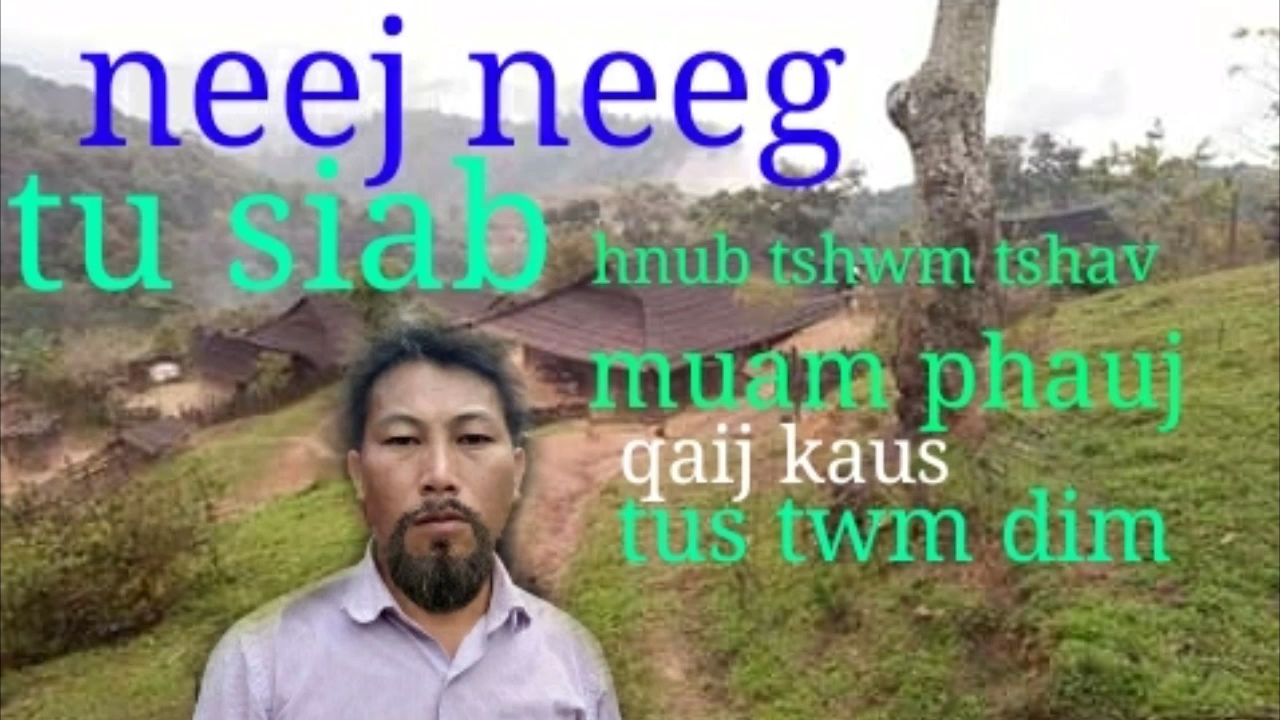 neej neeg
tu siab
hnub tshwm tshav
muam phauj
qaij kaus
tus twm dim